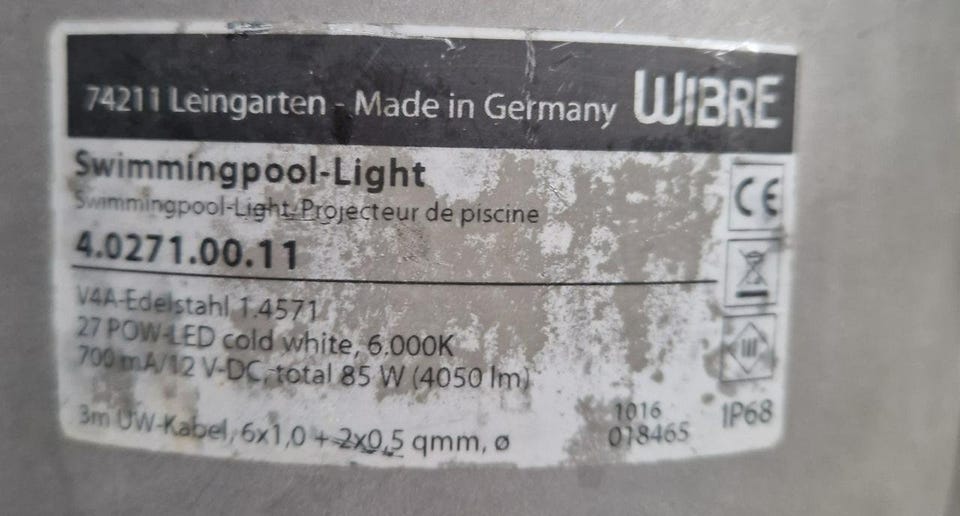 74211 Leingarten - Made in Germany WIBRE
Swimmingpool-Light
Swimmingpool-Light/Projecteur de piscine
4.0271.00.11
CE
V4A-Edelstahl 1.4571
27 POW-LED cold white, 6.000K
700 mA/12 V-DC, total 85 W (4050 lm)
3m UW-Kabel, 6x1,0 + 2x0,5 qmm, ø
1016
018465
IP68